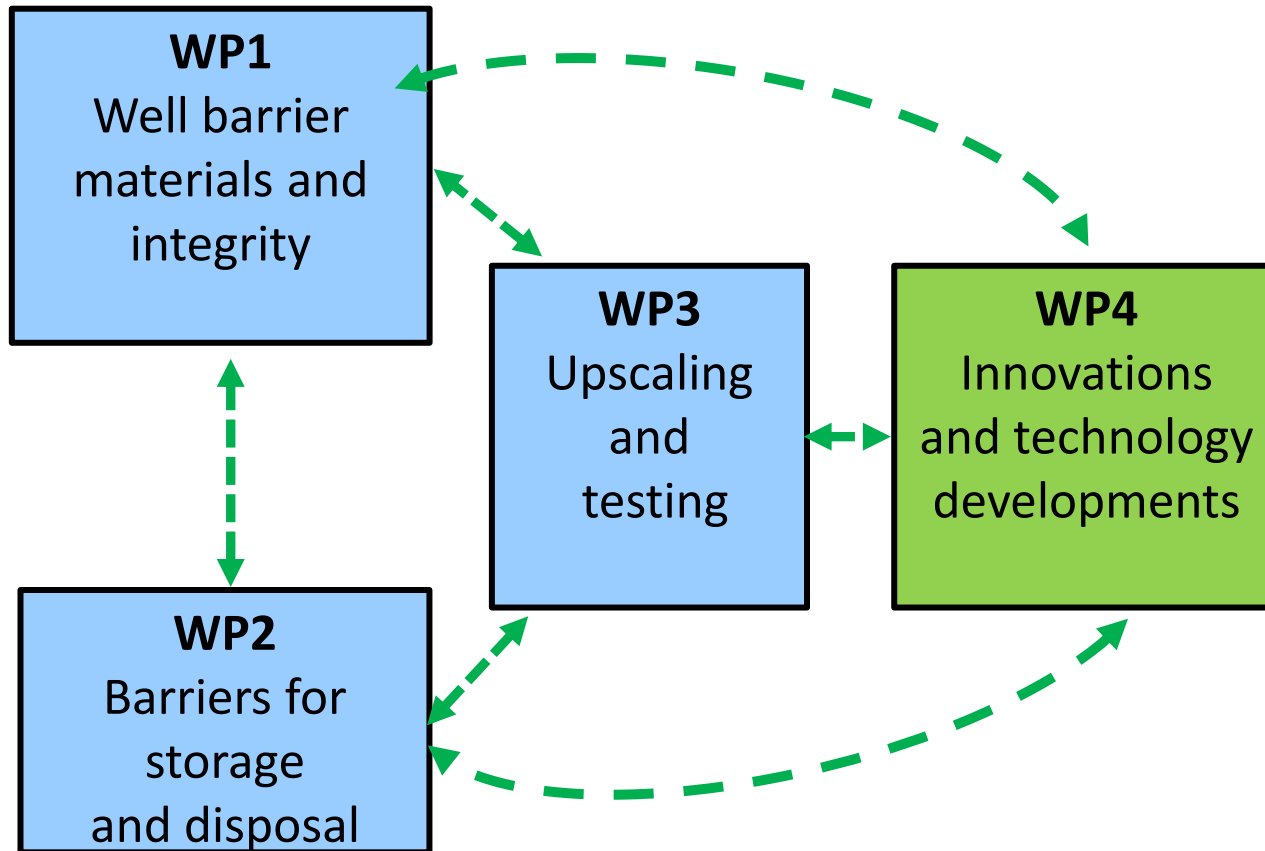 WP1
Well barrier
materials and
integrity
WP3
Upscaling
and
testing
WP4
Innovations
and technology
developments
WP2
Barriers for
storage
and disposal